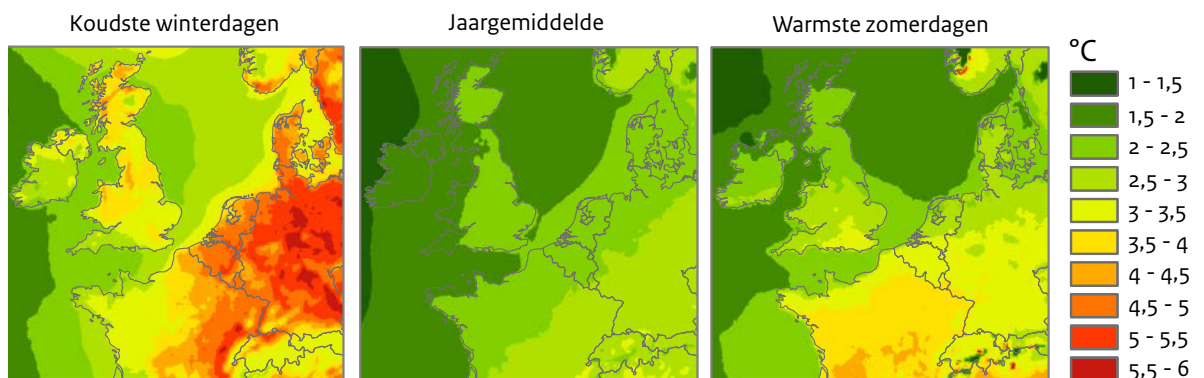 Koudste winterdagen
Jaargemiddelde
Warmste zomerdagen
°C
1 - 1,5
1,5 - 2
2 - 2,5
2,5 - 3
3 - 3,5
3,5 - 4
4 - 4,5
4,5 - 5
5 - 5,5
5,5 - 6